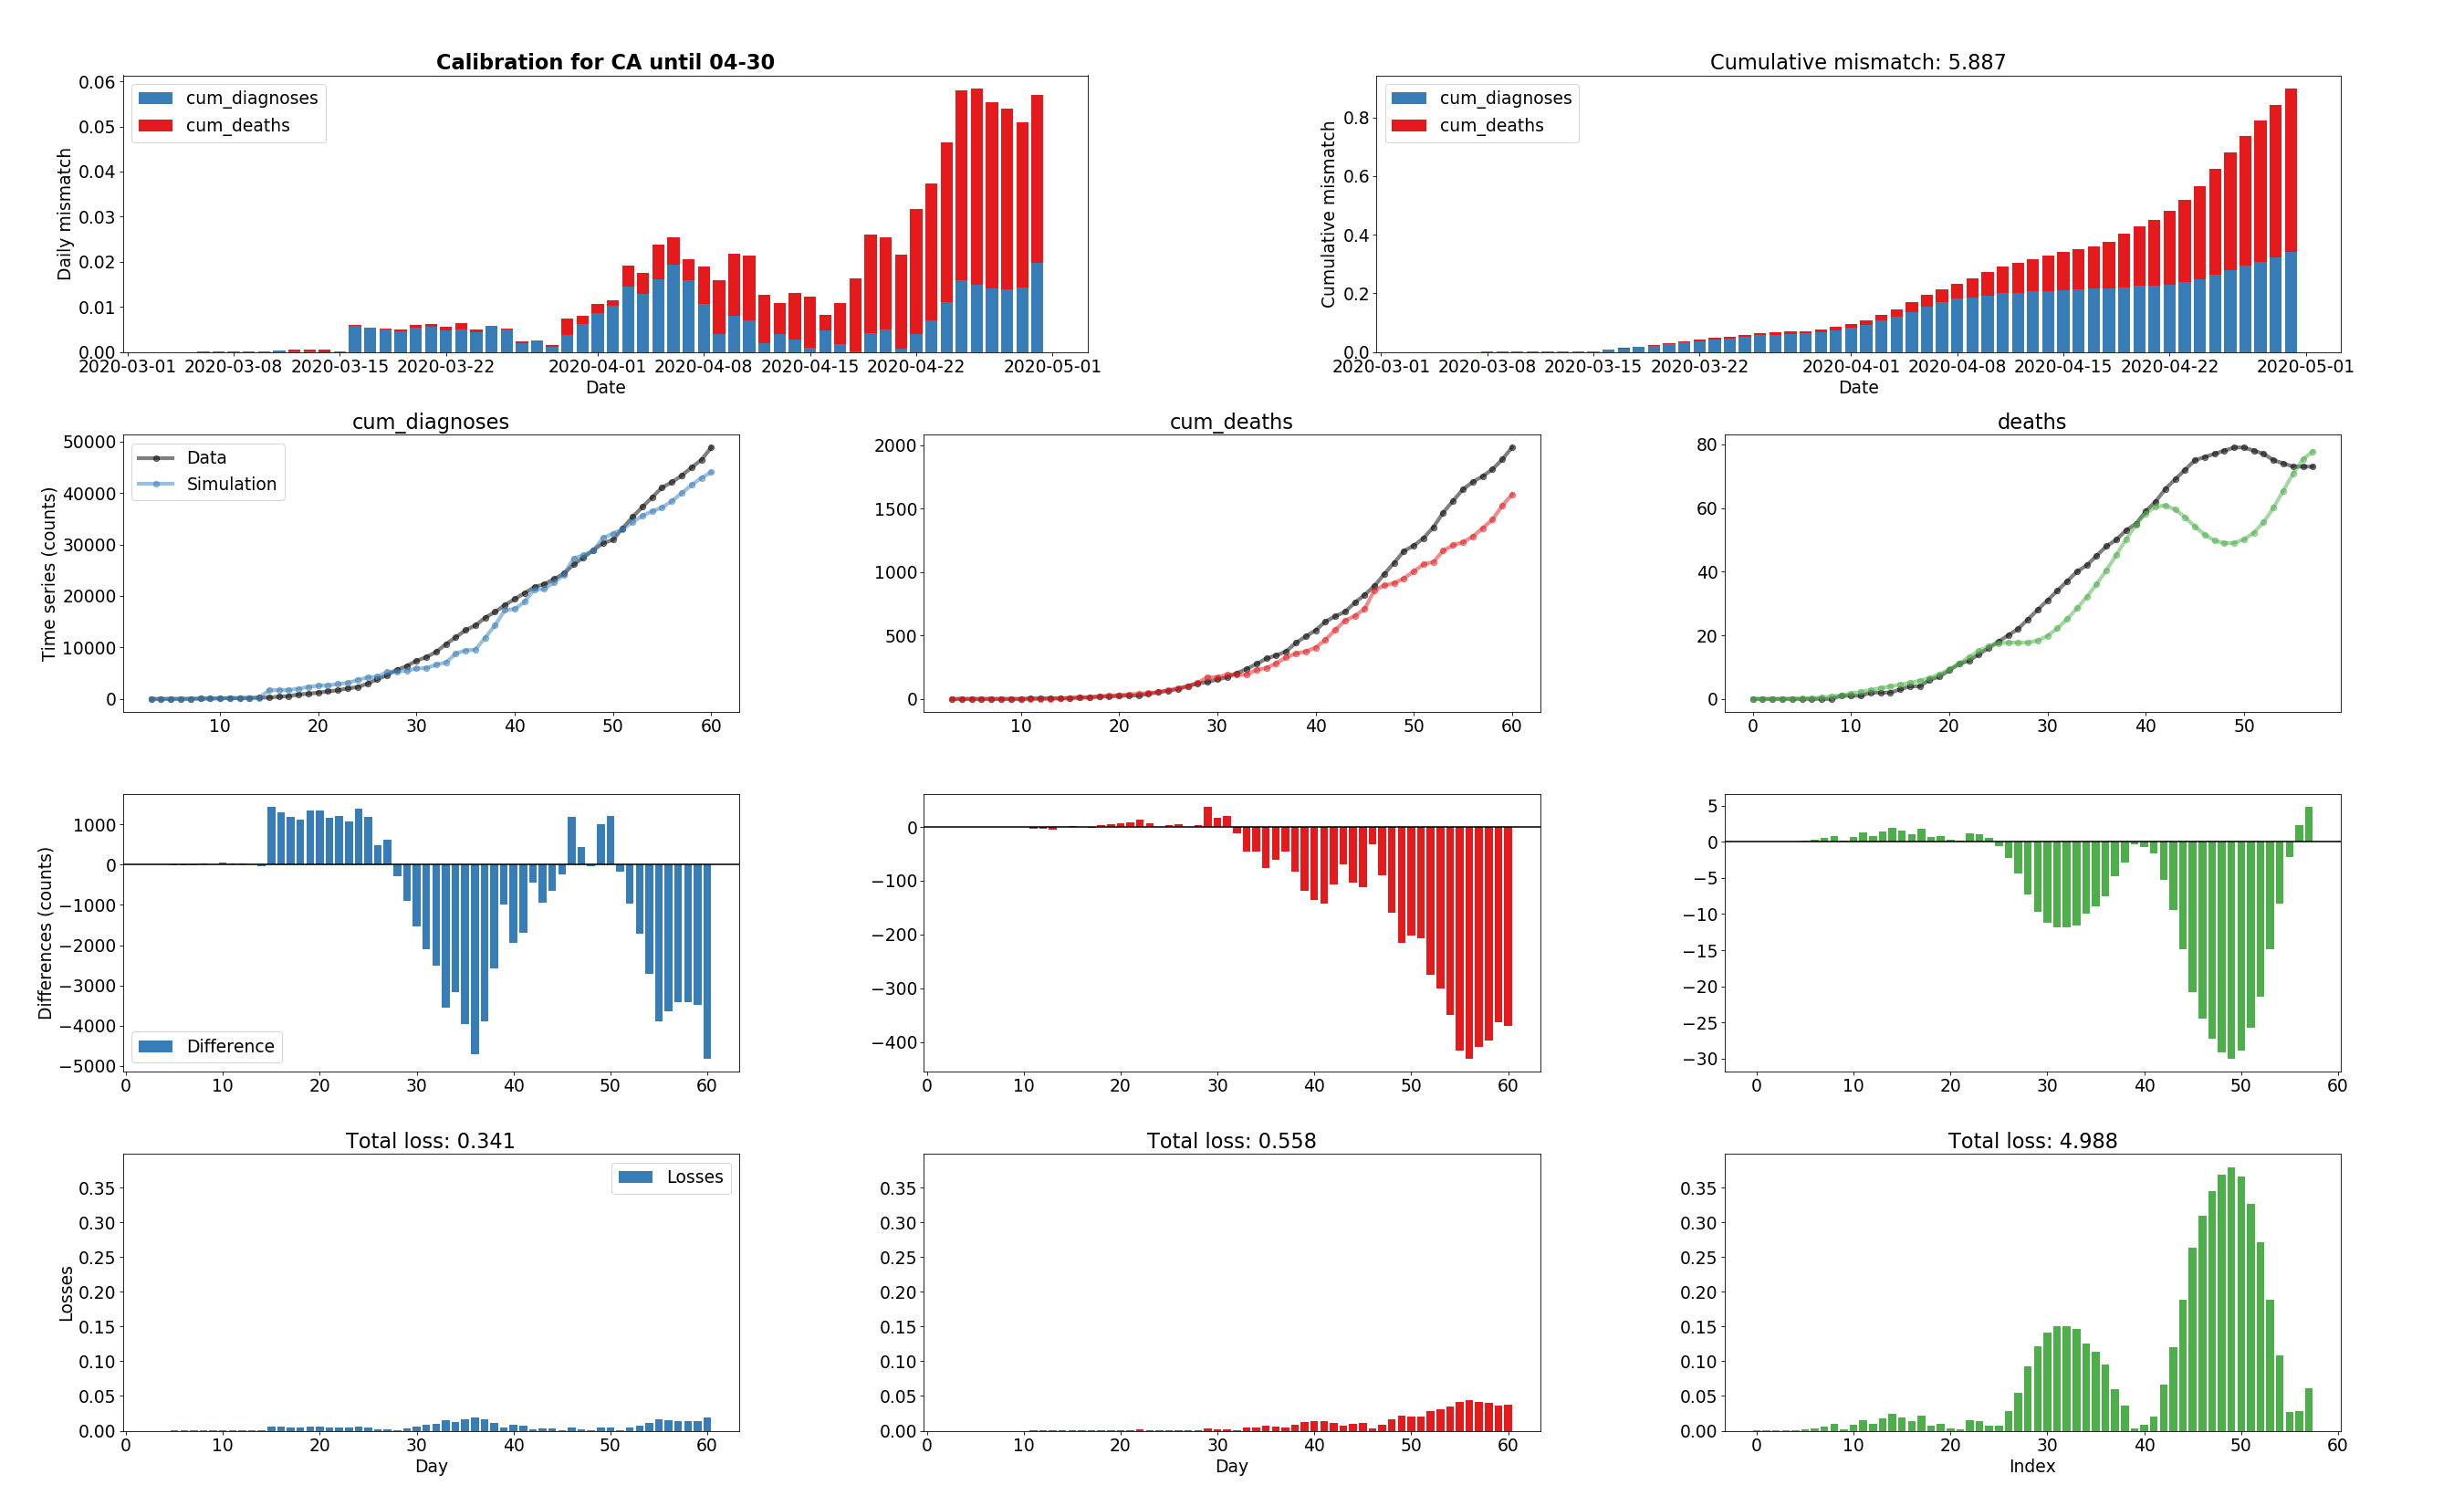 Calibration for CA until 04-30
cum_diagnoses
cum_deaths
Daily mismatch
0.06
0.05
0.04
0.03
0.02
0.01
0.00
2020-03-01 2020-03-08 2020-03-15 2020-03-22 2020-04-01 2020-04-08 2020-04-15 2020-04-22 2020-05-01
Date
Cumulative mismatch: 5.887
cum_diagnoses
cum_deaths
Cumulative mismatch
0.8
0.6
0.4
0.2
0.0
2020-03-01 2020-03-08 2020-03-15 2020-03-22 2020-04-01 2020-04-08 2020-04-15 2020-04-22 2020-05-01
Date
cum_diagnoses
Data
Simulation
Time series (counts)
50000
40000
30000
20000
10000
0
10 20 30 40 50 60
cum_deaths
2000
1500
1000
500
0
10 20 30 40 50 60
deaths
80
60
40
20
0
0 10 20 30 40 50
Differences (counts)
1000
0
−1000
−2000
−3000
−4000
−5000
Difference
0 10 20 30 40 50 60
0
−100
−200
−300
−400
0 10 20 30 40 50 60
5
0
−5
−10
−15
−20
−25
−30
0 10 20 30 40 50 60
Total loss: 0.341
Losses
Losses
0.35
0.30
0.25
0.20
0.15
0.10
0.05
0.00
0 10 20 30 40 50 60
Day
Total loss: 0.558
0.35
0.30
0.25
0.20
0.15
0.10
0.05
0.00
0 10 20 30 40 50 60
Day
Total loss: 4.988
0.35
0.30
0.25
0.20
0.15
0.10
0.05
0.00
0 10 20 30 40 50 60
Index